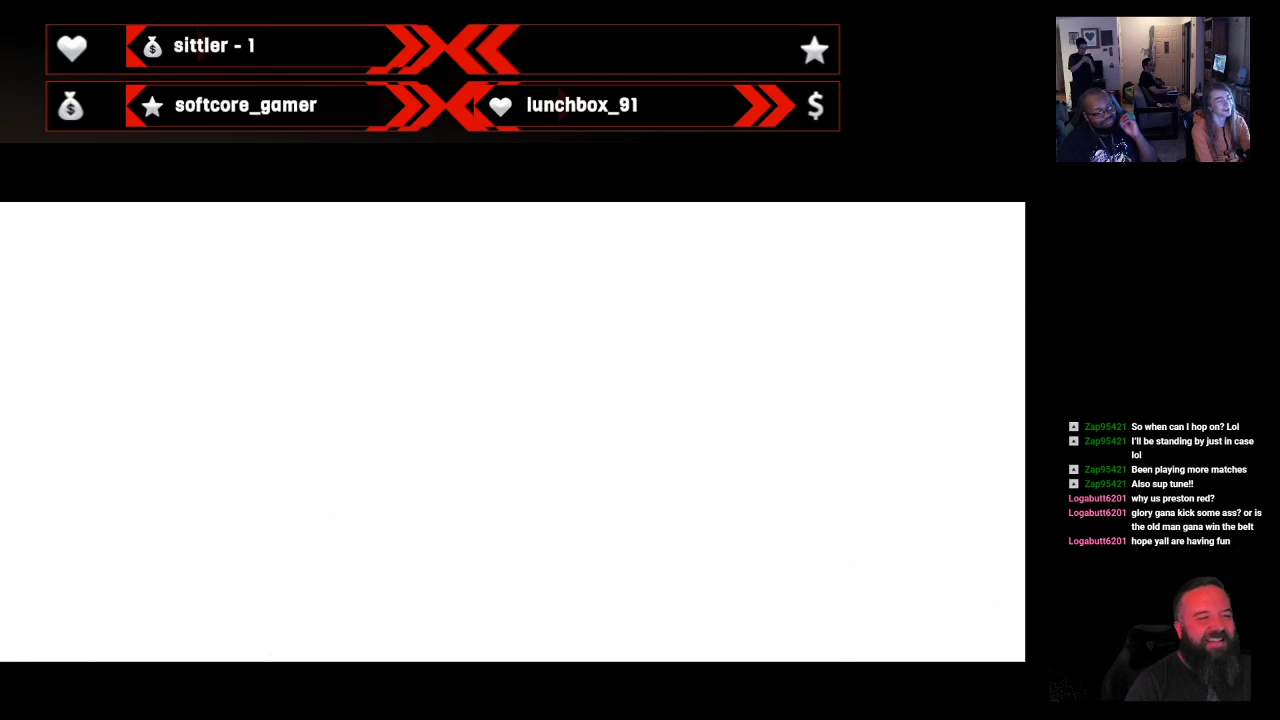 sittler - 1
softcore_gamer
lunchbox_91
Zap95421 So when can I hop on? Lol
Zap95421 I'll be standing by just in case
lol
Zap95421 Been playing more matches
Zap95421 Also sup tune!!
Logabutt6201 why us preston red?
Logabutt6201 glory gana kick some ass? or is
the old man gana win the belt
Logabutt6201 hope yall are having fun